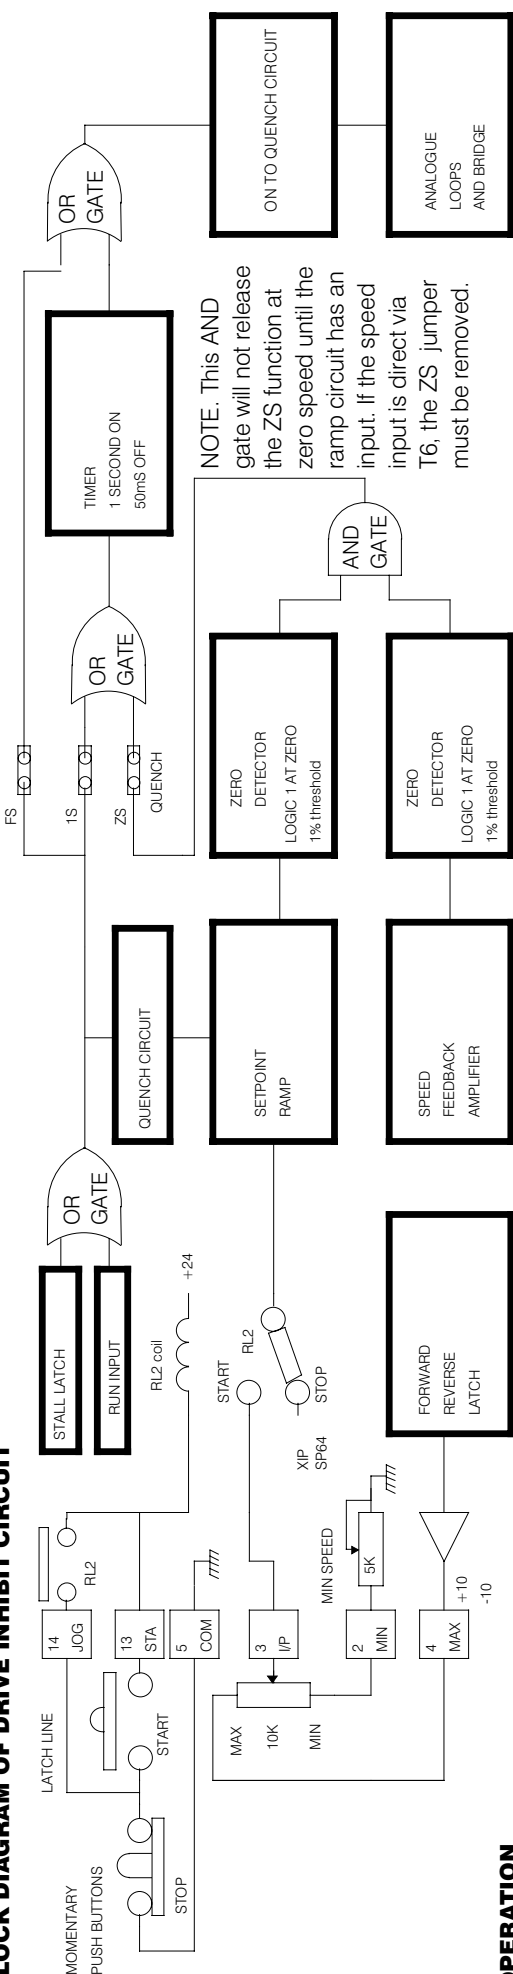 LOCK DIAGRAM OF DRIVE INHIBIT CIRCUIT
MOMENTARY
PUSH BUTTONS
STOP
LATCH LINE
START
14
JOG
13
STA
5
COM
RL2
RL2 coil
+24
MAX
10K
MIN
3
I/P
2
MIN
4
MAX
MIN SPEED
5K
+10
-10
START
RL2
STOP
XIP
SP64
STALL LATCH
RUN INPUT
OR
GATE
QUENCH CIRCUIT
SETPOINT
RAMP
FORWARD
REVERSE
LATCH
SPEED
FEEDBACK
AMPLIFIER
FS
1S
ZS
QUENCH
ZERO
DETECTOR
LOGIC 1 AT ZERO
1% threshold
ZERO
DETECTOR
LOGIC 1 AT ZERO
1% threshold
OR
GATE
AND
GATE
TIMER
1 SECOND ON
50mS OFF
NOTE. This AND
gate will not release
the ZS function at
zero speed until the
ramp circuit has an
input. If the speed
input is direct via
T6, the ZS jumper
must be removed.
OR
GATE
ON TO QUENCH CIRCUIT
ANALOGUE
LOOPS
AND BRIDGE
OPERATION